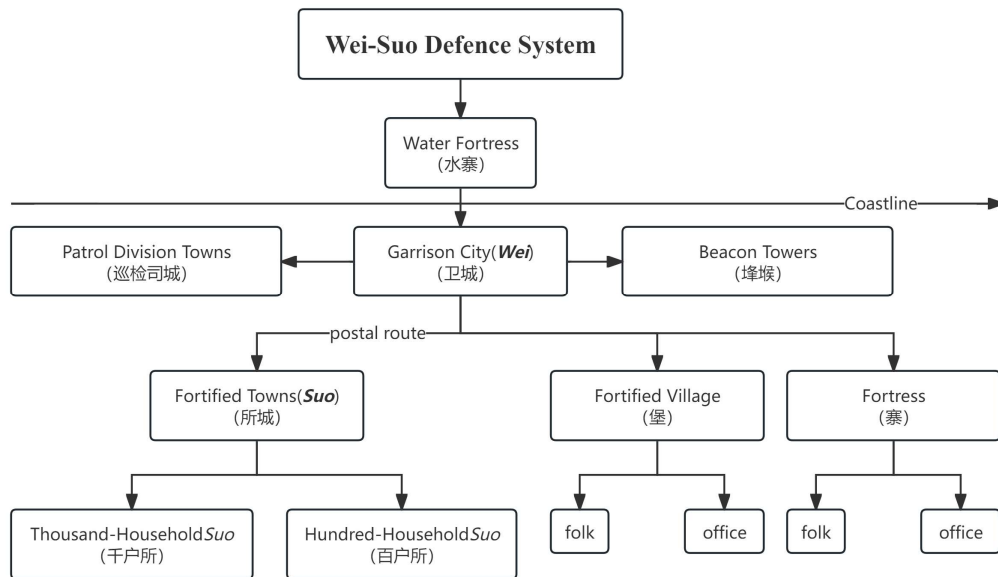 Wei-Suo Defence System
Water Fortress
(水寨)
Coastline
Patrol Division Towns
(巡检司城)
Garrison City(Wei)
(卫城)
Beacon Towers
(烽堠)
postal route
Fortified Towns(Suo)
(所城)
Fortified Village
(堡)
Fortress
(寨)
Thousand-HouseholdSuo
(千户所)
Hundred-HouseholdSuo
(百户所)
folk
office
folk
office